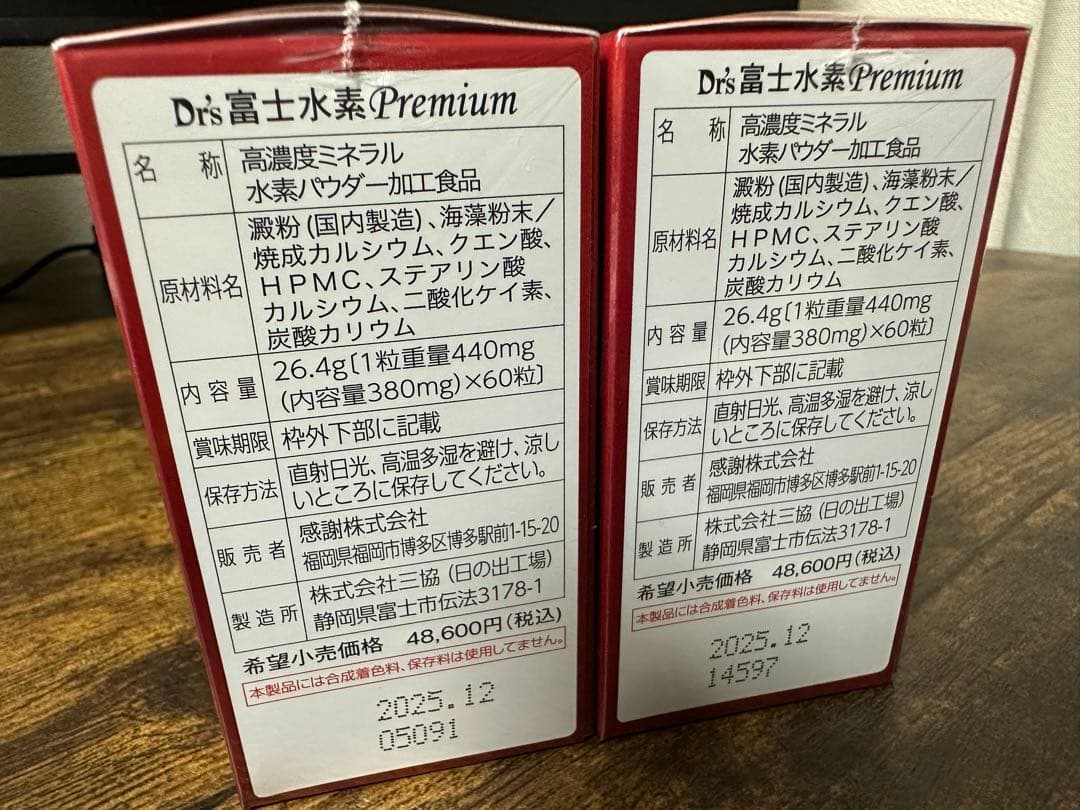 Dr's富士水素Premium
名称 高濃度ミネラル
水素パウダー加工食品
原材料名 澱粉(国内製造)、海藻粉末／
焼成カルシウム、クエン酸、
HPMC、ステアリン酸
カルシウム、二酸化ケイ素、
炭酸カリウム
内容量 26.4g[1粒重量440mg
(内容量380mg)×60粒]
賞味期限 枠外下部に記載
保存方法 直射日光、高温多湿を避け、涼し
いところに保存してください。
販売者 感謝株式会社
福岡県福岡市博多区博多駅前1-15-20
製造所 株式会社三協(日の出工場)
静岡県富士市伝法3178-1
希望小売価格 48,600円(税込)
本製品には合成着色料、保存料は使用してません。
2025.12
05091
Dr's富士水素Premium
名称 高濃度ミネラル
水素パウダー加工食品
原材料名 澱粉(国内製造)、海藻粉末／
焼成カルシウム、クエン酸、
HPMC、ステアリン酸
カルシウム、二酸化ケイ素、
炭酸カリウム
内容量 26.4g[1粒重量440mg
(内容量380mg)×60粒]
賞味期限 枠外下部に記載
保存方法 直射日光、高温多湿を避け、涼し
いところに保存してください。
販売者 感謝株式会社
福岡県福岡市博多区博多駅前1-15-20
製造所 株式会社三協(日の出工場)
静岡県富士市伝法3178-1
希望小売価格 48,600円(税込)
本製品には合成着色料、保存料は使用してません。
2025.12
14597